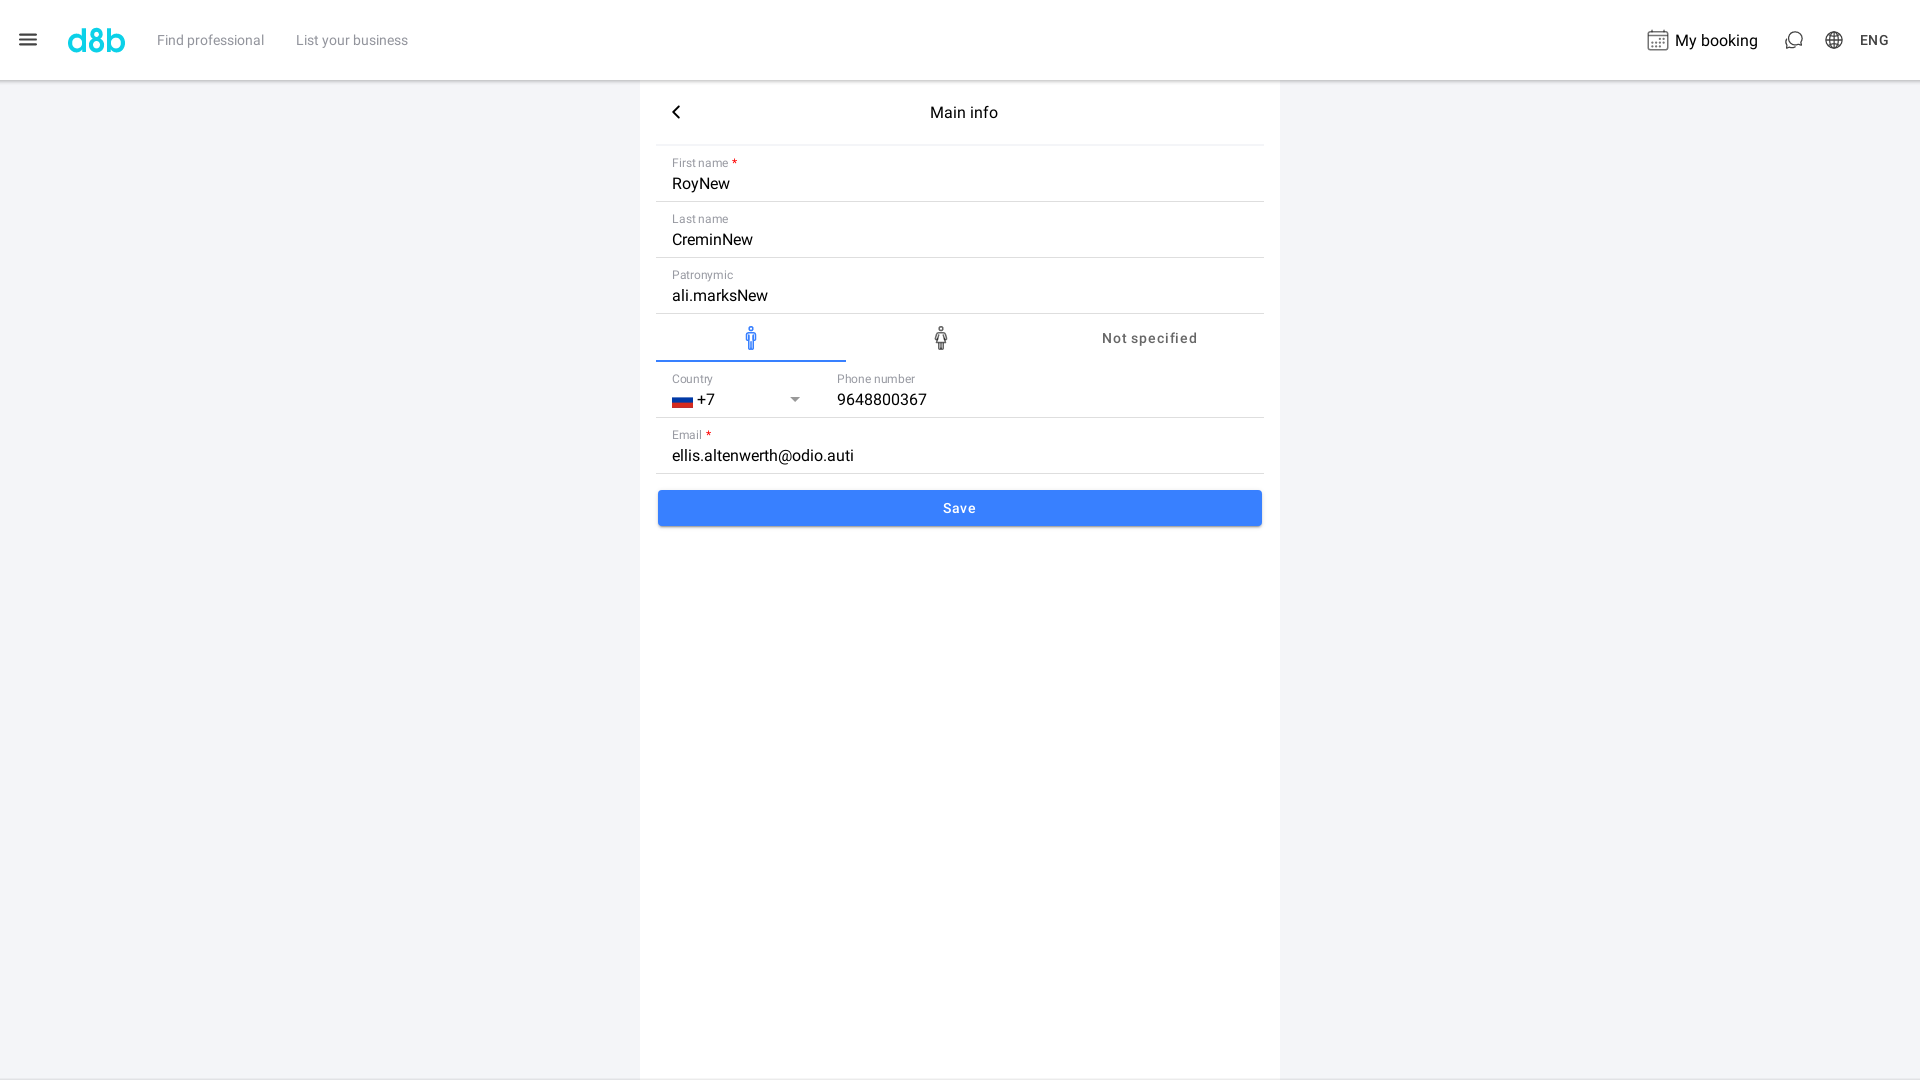 d8b
Find professional
List your business
My booking
ENG
Main info
First name *
RoyNew
Last name
CreminNew
Patronymic
ali.marksNew
Not specified
Country
+7
Phone number
9648800367
Email *
ellis.altenwerth@odio.auti
Save